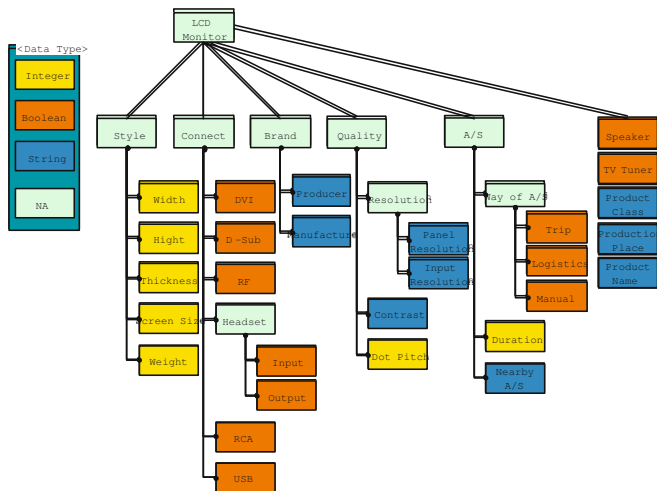 LCD
Monitor
<Data Type>
Integer
Boolean
String
NA
Style
Connect
Brand
Quality
A/S
Speaker
TV Tuner
Product
Class
Production
Place
Product
Name
Width
Hight
Thickness
Screen Size
Weight
DVI
D-Sub
RF
Headset
Input
Output
RCA
USB
Producer
Manufacture
Resolution
Panel
Resolution
Input
Resolution
Contrast
Dot Pitch
Way of A/S
Trip
Logistics
Manual
Duration
Nearby
A/S